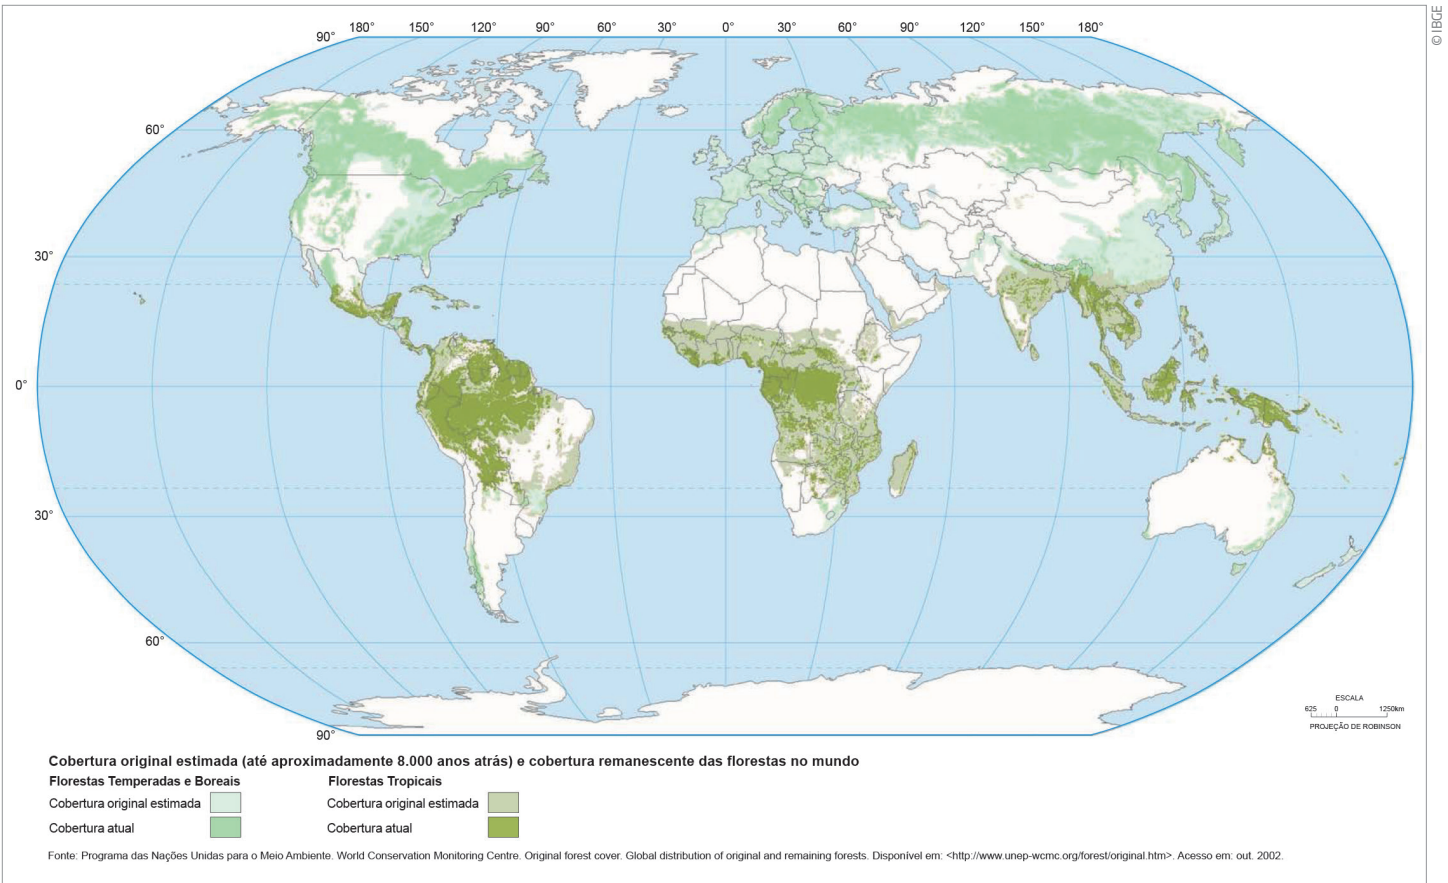 © IBGE
180° 150° 120° 90° 60° 30° 0° 30° 60° 90° 120° 150° 180°
90°
60°
30°
0°
30°
60°
90°
ESCALA
625 0 1250km
PROJEÇÃO DE ROBINSON
Cobertura original estimada (até aproximadamente 8.000 anos atrás) e cobertura remanescente das florestas no mundo
Florestas Temperadas e Boreais
Cobertura original estimada
Cobertura atual
Florestas Tropicais
Cobertura original estimada
Cobertura atual
Fonte: Programa das Nações Unidas para o Meio Ambiente. World Conservation Monitoring Centre. Original forest cover. Global distribution of original and remaining forests. Disponível em: <http://www.unep-wcmc.org/forest/original.htm>. Acesso em: out. 2002.